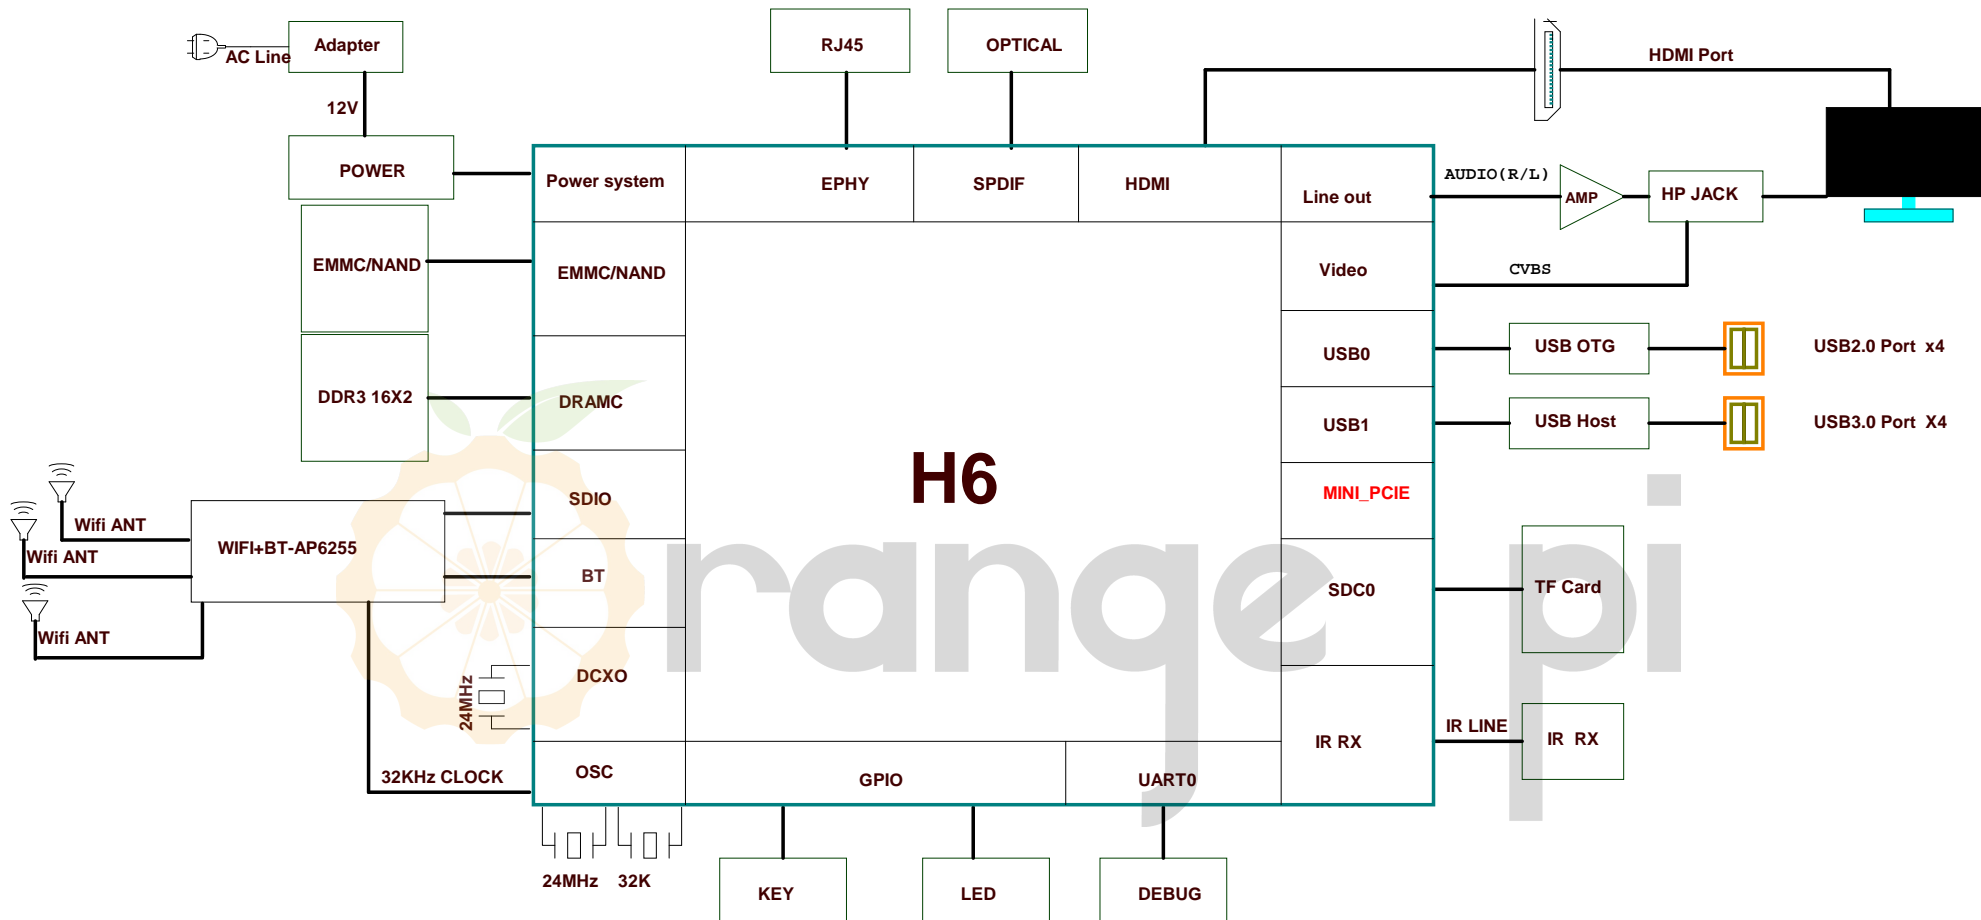 AC Line
Adapter
RJ45
OPTICAL
HDMI Port
12V
POWER
Power system
EPHY
SPDIF
HDMI
Line out
AUDIO(R/L)
AMP
HP JACK
EMMC/NAND
EMMC/NAND
Video
CVBS
USB0
USB OTG
USB2.0 Port x4
DDR3 16X2
DRAMC
USB1
USB Host
USB3.0 Port X4
H6
SDIO
MINI_PCIE
Wifi ANT
Wifi ANT
WIFI+BT-AP6255
BT
SDC0
TF Card
Wifi ANT
range pi
24MHz
DCXO
IR RX
IR LINE
IR RX
32KHz CLOCK
OSC
GPIO
UART0
24MHz
32K
KEY
LED
DEBUG